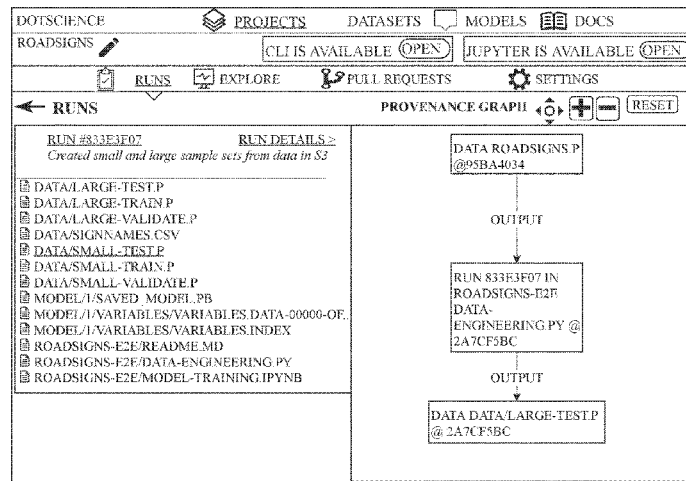 DOTSCIENCE PROJECTS DATASETS MODELS DOCS
ROADSIGNS CLI IS AVAILABLE OPEN JUPYTER IS AVAILABLE OPEN
RUNS EXPLORE PULL REQUESTS SETTINGS
RUNS PROVENANCE GRAPH RESET
RUN #833E3F07 RUN DETAILS >
Created small and large sample sets from data in S3
DATA/LARGE-TEST.P
DATA/LARGE-TRAIN.P
DATA/LARGE-VALIDATE.P
DATA/SIGNNAMES.CSV
DATA/SMALL-TEST.P
DATA/SMALL-TRAIN.P
DATA/SMALL-VALIDATE.P
MODEL/1/SAVED_MODEL.PB
MODEL/1/VARIABLES/VARIABLES.DATA-00000-OF...
MODEL/1/VARIABLES/VARIABLES.INDEX
ROADSIGNS-E2E/README.MD
ROADSIGNS-E2E/DATA-ENGINEERING.PY
ROADSIGNS-E2E/MODEL-TRAINING.IPYNB
DATA ROADSIGNS.P
@95BA4034
OUTPUT
RUN 833E3F07 IN
ROADSIGNS-E2E
DATA-
ENGINEERING.PY @
2A7CF5BC
OUTPUT
DATA DATA/LARGE-TEST.P
@ 2A7CF5BC